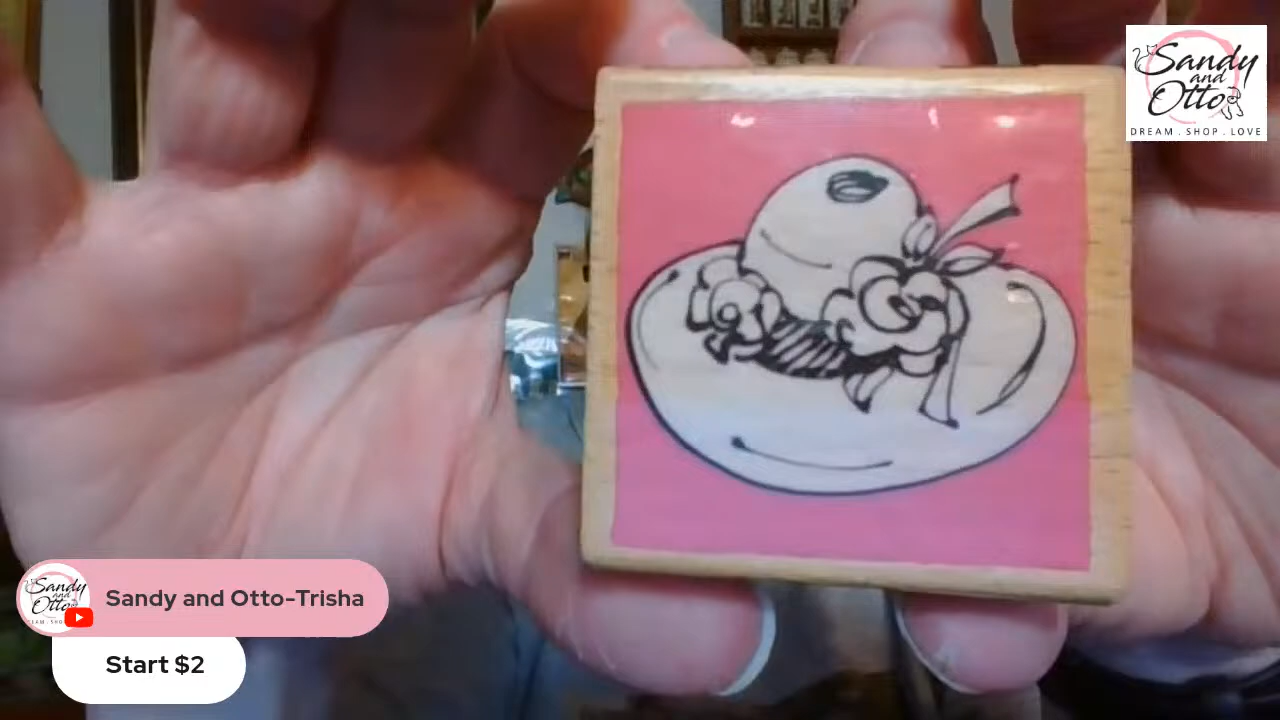 Sandy
and
Otto
DREAM.SHOP.LOVE
Sandy and Otto-Trisha
Start $2